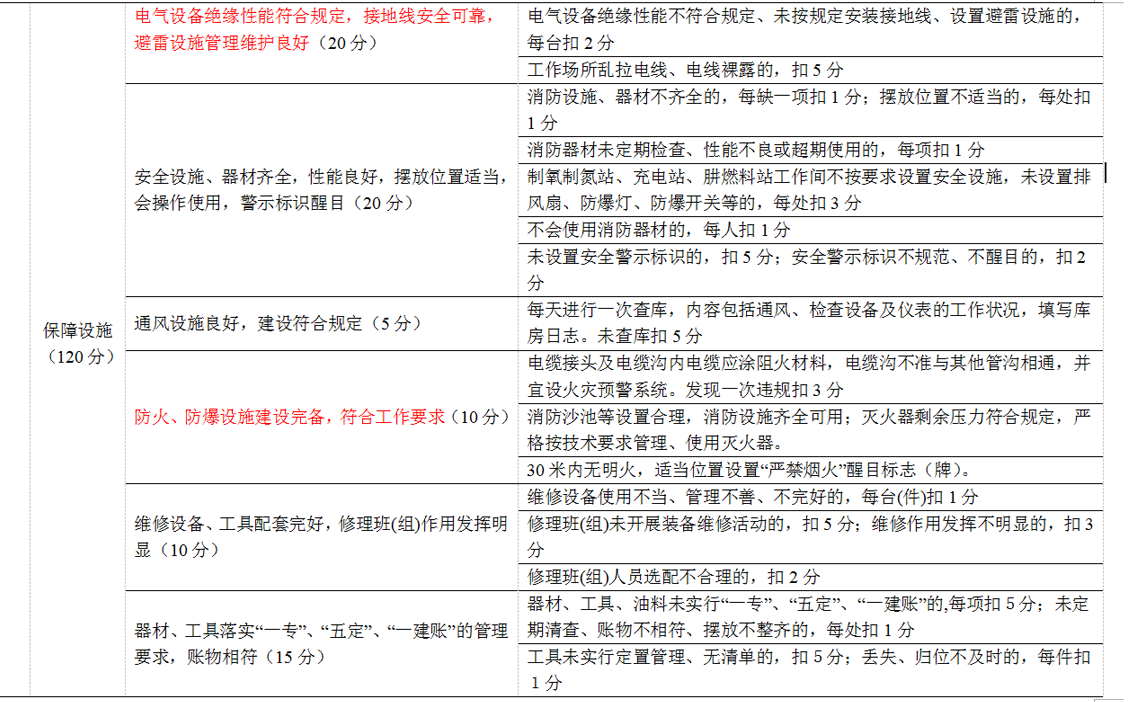 保障设施
（120 分）
电气设备绝缘性能符合规定，接地线安全可靠，
避雷设施管理维护良好（20 分）
电气设备绝缘性能不符合规定、未按规定安装接地线、设置避雷设施的，
每台扣 2 分
工作场所乱拉电线、电线裸露的，扣 5 分
安全设施、器材齐全，性能良好，摆放位置适当，
会操作使用，警示标识醒目（20 分）
消防设施、器材不齐全的，每缺一项扣 1 分；摆放位置不适当的，每处扣
1 分
消防器材未定期检查、性能不良或超期使用的，每项扣 1 分
制氧制氮站、充电站、肼燃料站工作间不按要求设置安全设施，未设置排
风扇、防爆灯、防爆开关等的，每处扣 3 分
不会使用消防器材的，每人扣 1 分
未设置安全警示标识的，扣 5 分；安全警示标识不规范、不醒目的，扣 2
分
通风设施良好，建设符合规定（5 分）
每天进行一次查库，内容包括通风、检查设备及仪表的工作状况，填写库
房日志。未查库扣 5 分
防火、防爆设施建设完备，符合工作要求（10 分）
电缆接头及电缆沟内电缆应涂阻火材料，电缆沟不准与其他管沟相通，并
宜设火灾预警系统。发现一次违规扣 3 分
消防沙池等设置合理，消防设施齐全可用；灭火器剩余压力符合规定，严
格按技术要求管理、使用灭火器。
30 米内无明火，适当位置设置“严禁烟火”醒目标志（牌）。
维修设备、工具配套完好，修理班(组)作用发挥明
显（10 分）
维修设备使用不当、管理不善、不完好的，每台(件)扣 1 分
修理班(组)未开展装备维修活动的，扣 5 分；维修作用发挥不明显的，扣 3
分
修理班(组)人员选配不合理的，扣 2 分
器材、工具落实“一专”、“五定”、“一建账”的管理
要求，账物相符（15 分）
器材、工具、油料未实行“一专”、“五定”、“一建账”的,每项扣 5 分；未定
期清查、账物不相符、摆放不整齐的，每处扣 1 分
工具未实行定置管理、无清单的，扣 5 分；丢失、归位不及时的，每件扣
1 分